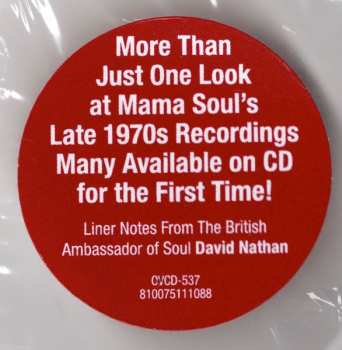 More Than
Just One Look
at Mama Soul's
Late 1970s Recordings
Many Available on CD
for the First Time!
Liner Notes From The British
Ambassador of Soul David Nathan
CVCD-537
810075111088